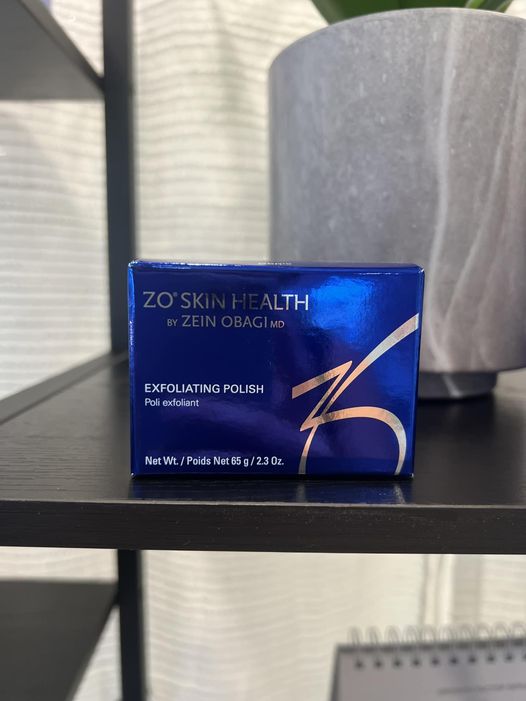 ZO® SKIN HEALTH
BY ZEIN OBAGI MD
EXFOLIATING POLISH
Poli exfoliant
Net Wt. / Poids Net 65 g / 2.3 Oz.